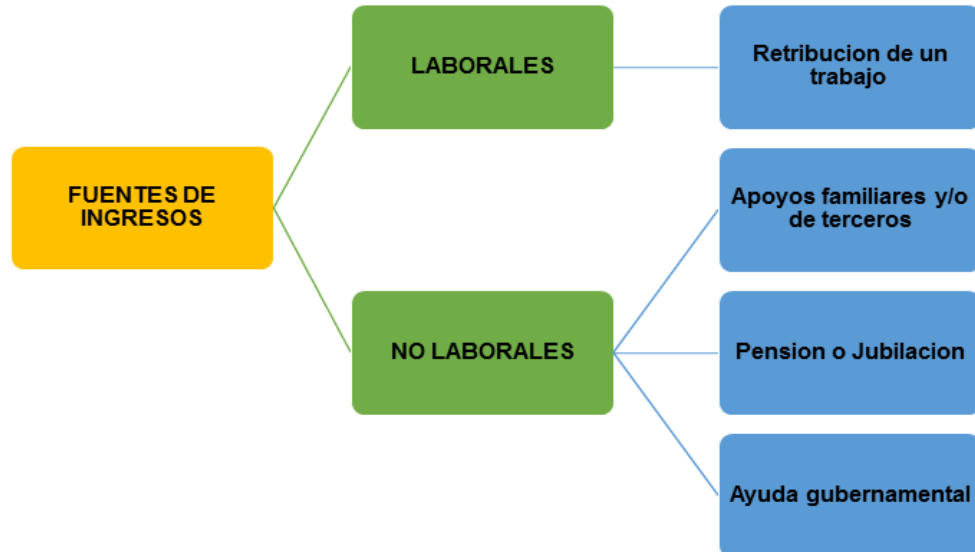 FUENTES DE
INGRESOS
LABORALES
Retribucion de un
trabajo
NO LABORALES
Apoyos familiares y/o
de terceros
Pension o Jubilacion
Ayuda gubernamental